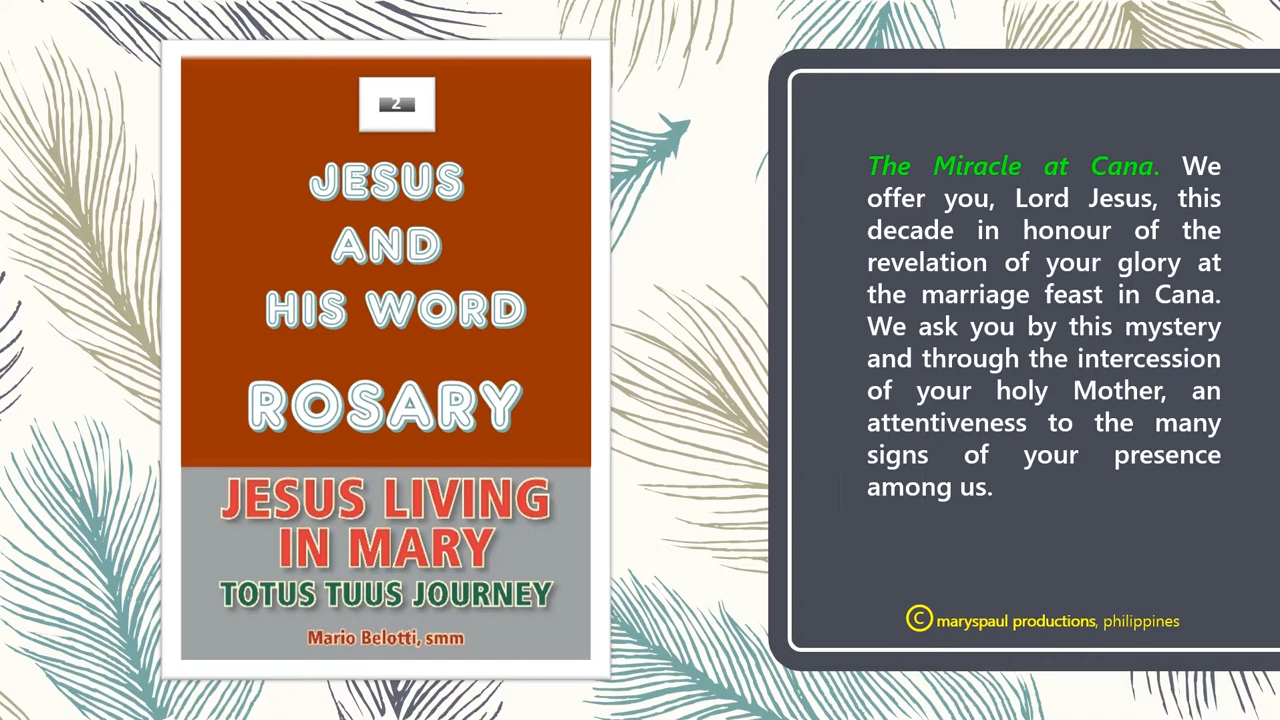 2
JESUS
AND
HIS WORD
ROSARY
JESUS LIVING
IN MARY
TOTUS TUUS JOURNEY
Mario Belotti, smm
The Miracle at Cana. We
offer you, Lord Jesus, this
decade in honour of the
revelation of your glory at
the marriage feast in Cana.
We ask you by this mystery
and through the intercession
of your holy Mother, an
attentiveness to the many
signs of your presence
among us.
© maryspaul productions, philippines